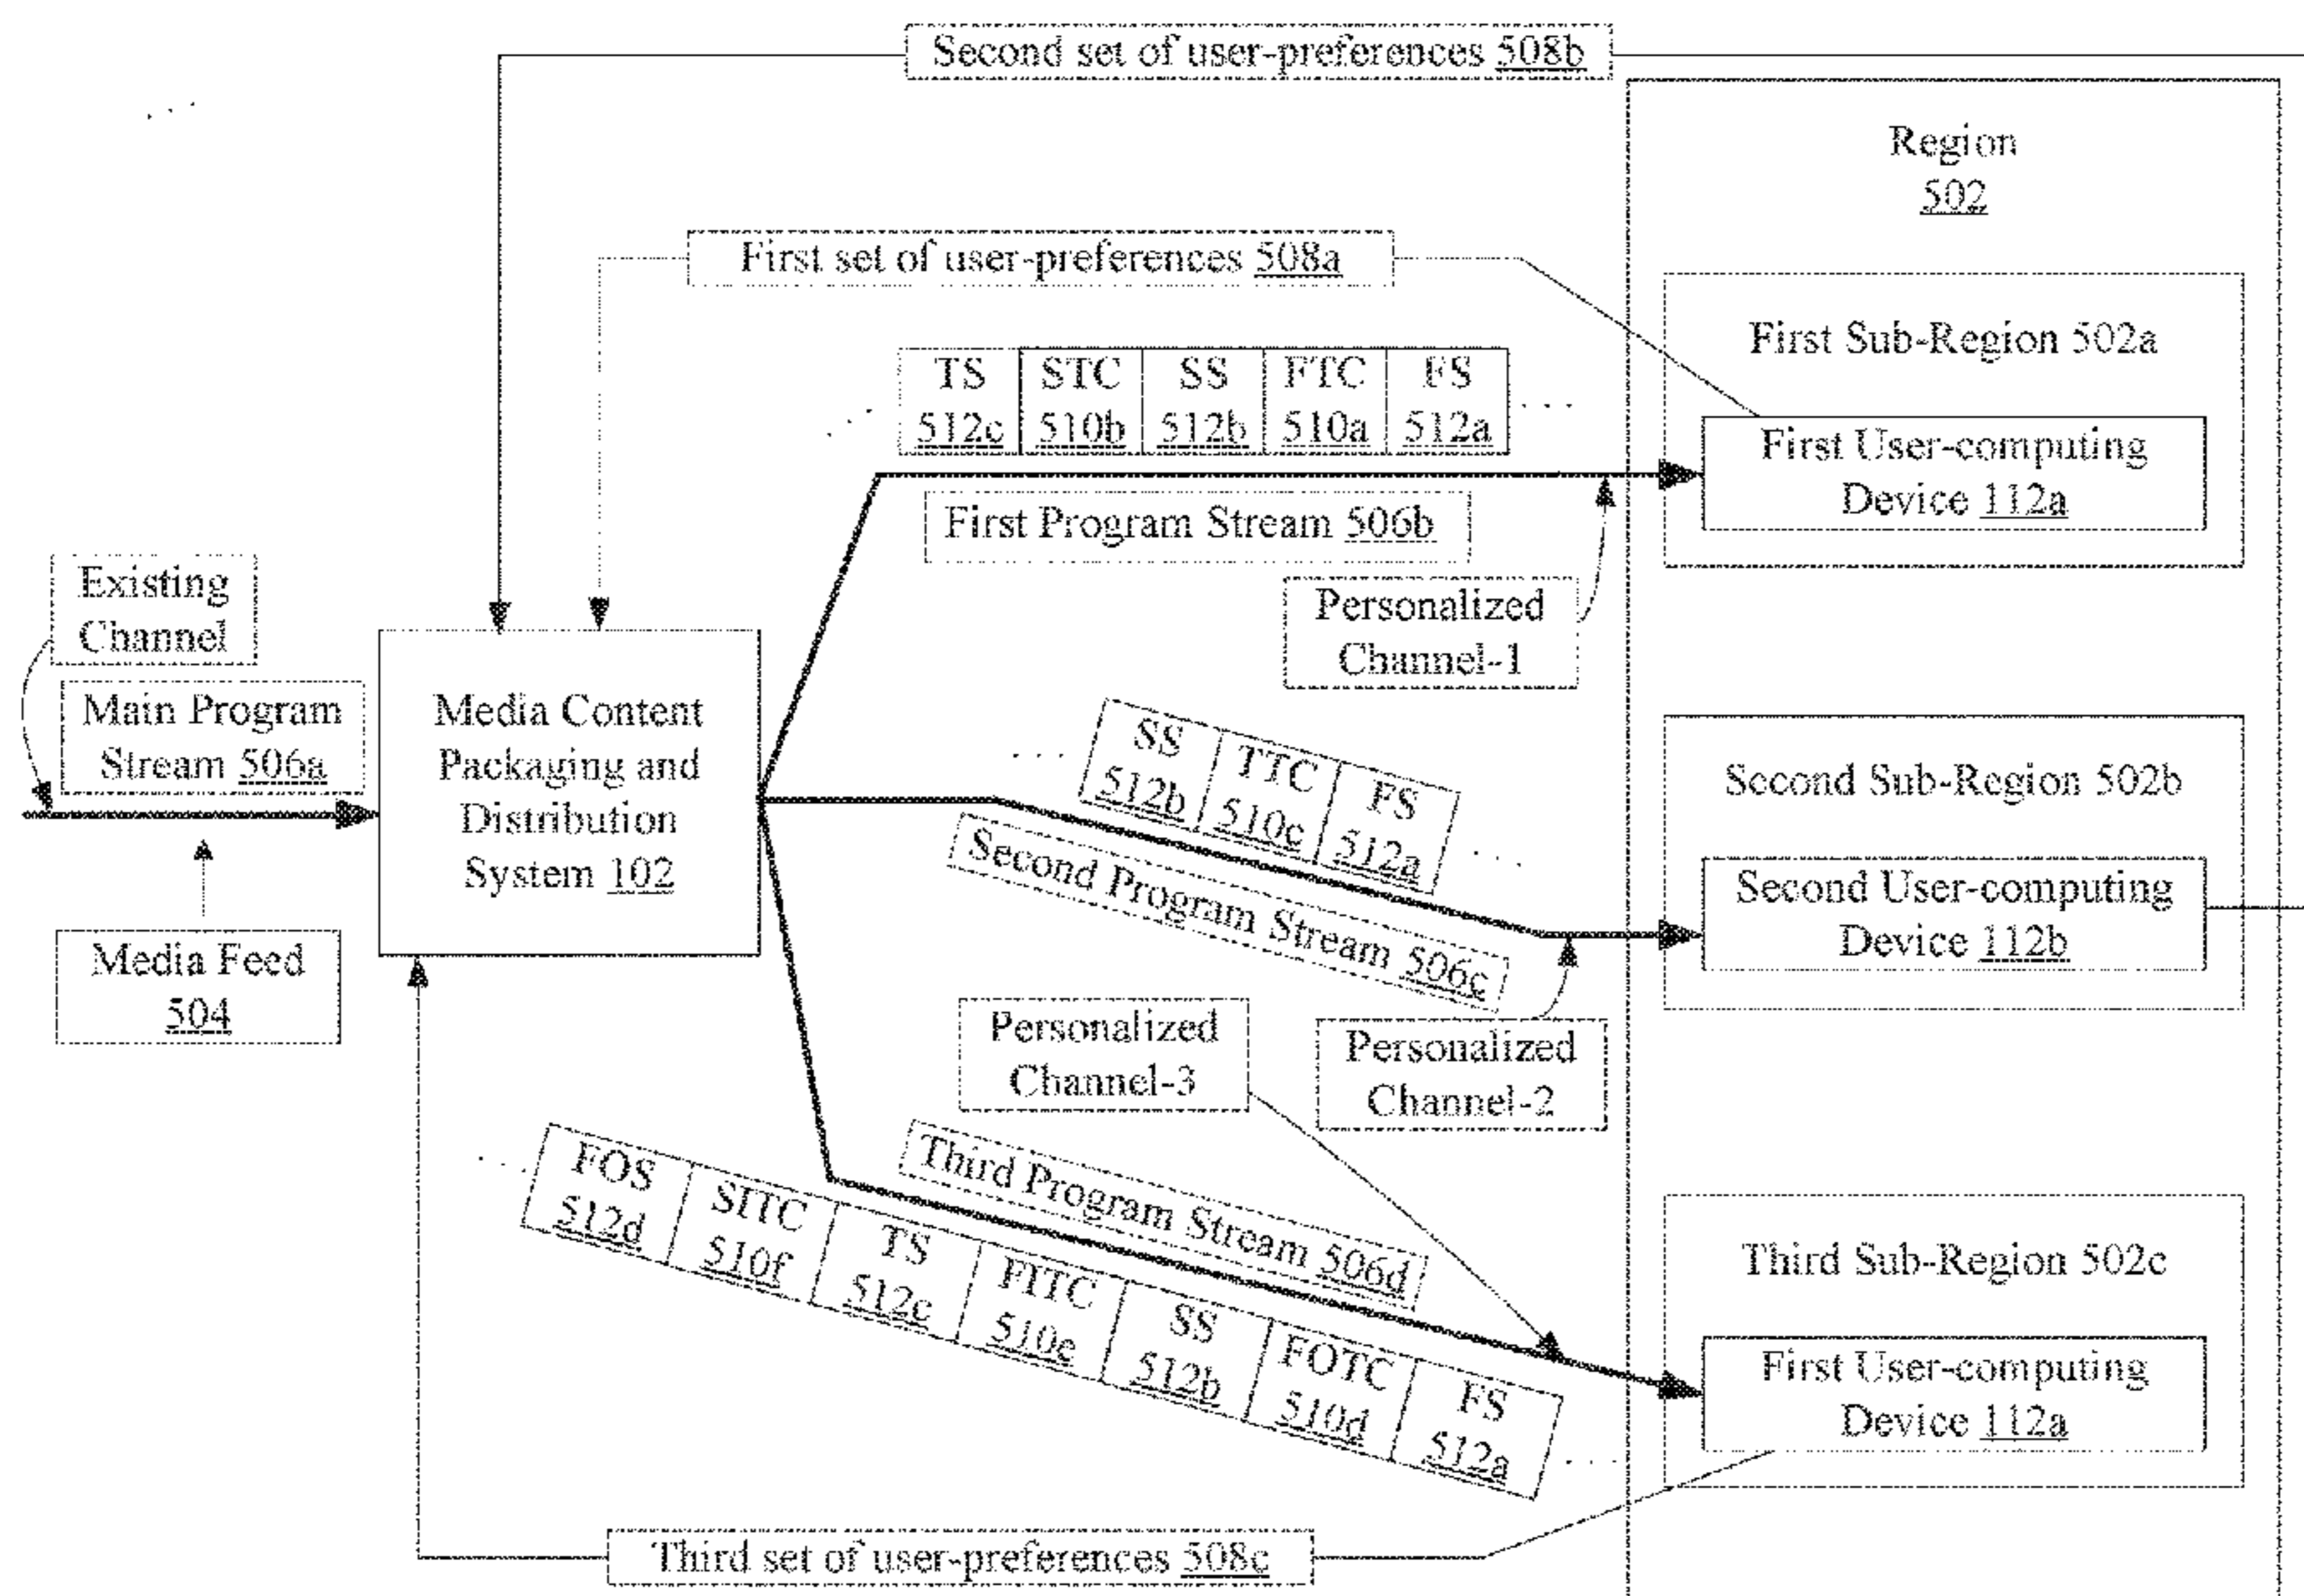 Second set of user-preferences 508b
Region
502
First set of user-preferences 508a
First Sub-Region 502a
TS STC SS FTC FS
512c 510b 512b 510a 512a
First User-computing
Device 112a
First Program Stream 506b
Existing
Channel
Personalized
Channel-1
Main Program
Stream 506a
Media Content
Packaging and
Distribution
System 102
SS TTC FS
512b 510c 512a
Second Sub-Region 502b
Second Program Stream 506c
Second User-computing
Device 112b
Media Feed
504
Personalized
Channel-3
Personalized
Channel-2
Third Program Stream 506d
FOS SITC TS FITC SS FOTC FS
512d 510f 512c 510e 512b 510d 512a
Third Sub-Region 502c
First User-computing
Device 112a
Third set of user-preferences 508c